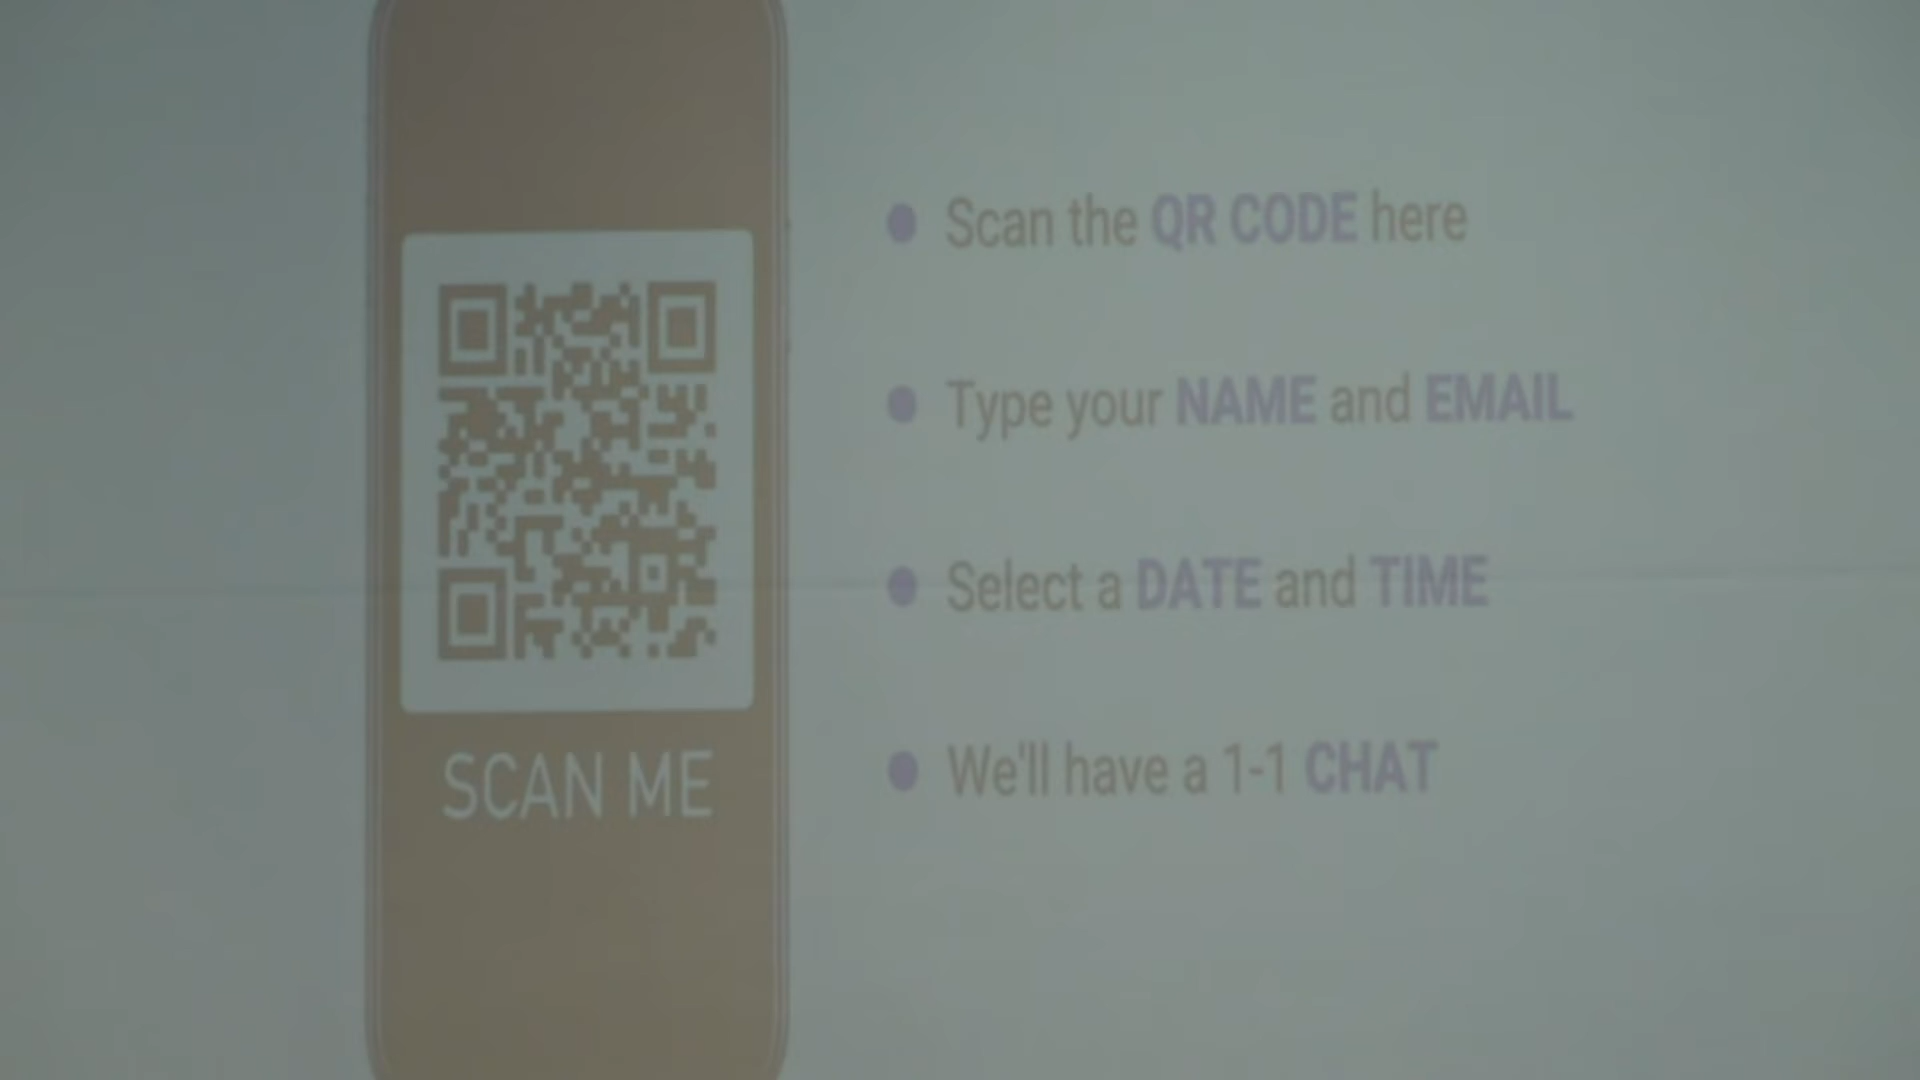 Scan the QR CODE here
Type your NAME and EMAIL
Select a DATE and TIME
We'll have a 1-1 CHAT
SCAN ME